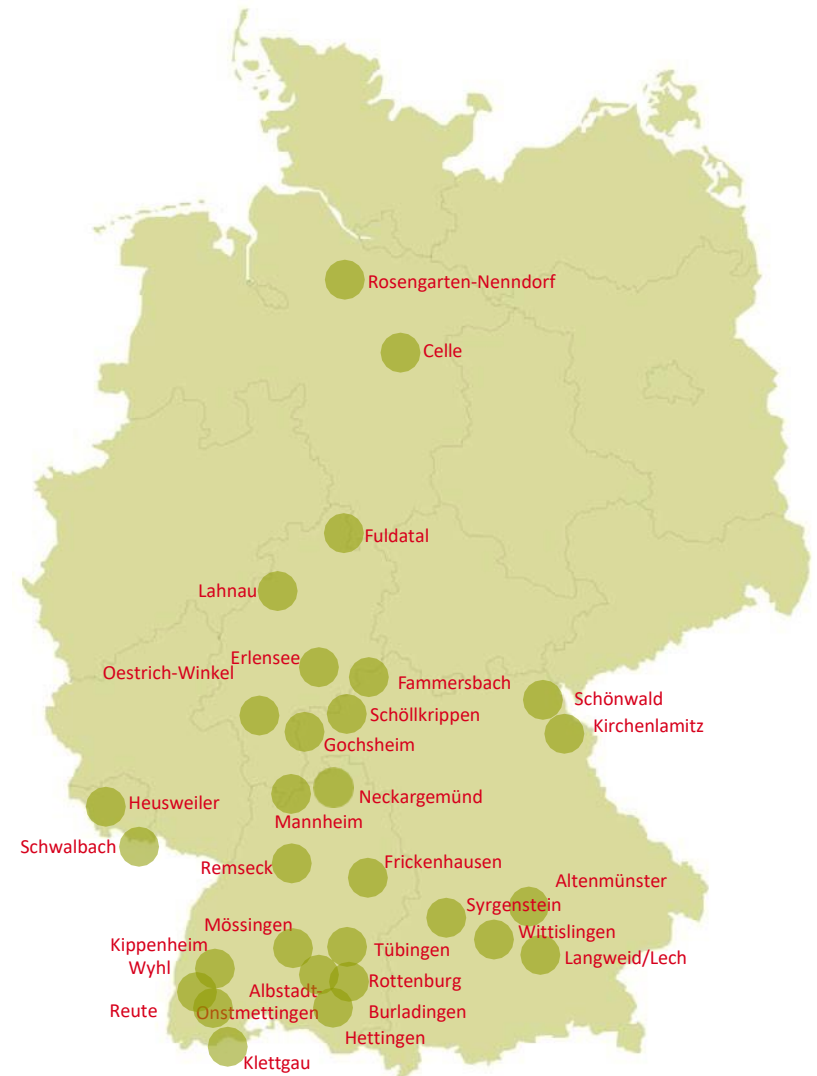 Rosengarten-Nenndorf
Celle
Fuldatal
Lahnau
Erlensee
Oestrich-Winkel
Fammersbach
Schönwald
Schöllkrippen
Kirchenlamitz
Gochsheim
Neckargemünd
Heusweiler
Mannheim
Schwalbach
Frickenhausen
Remseck
Altenmünster
Syrgenstein
Mössingen
Wittislingen
Kippenheim
Tübingen
Langweid/Lech
Wyhl
Rottenburg
Albstadt-
Onstmettingen
Reute
Burladingen
Hettingen
Klettgau